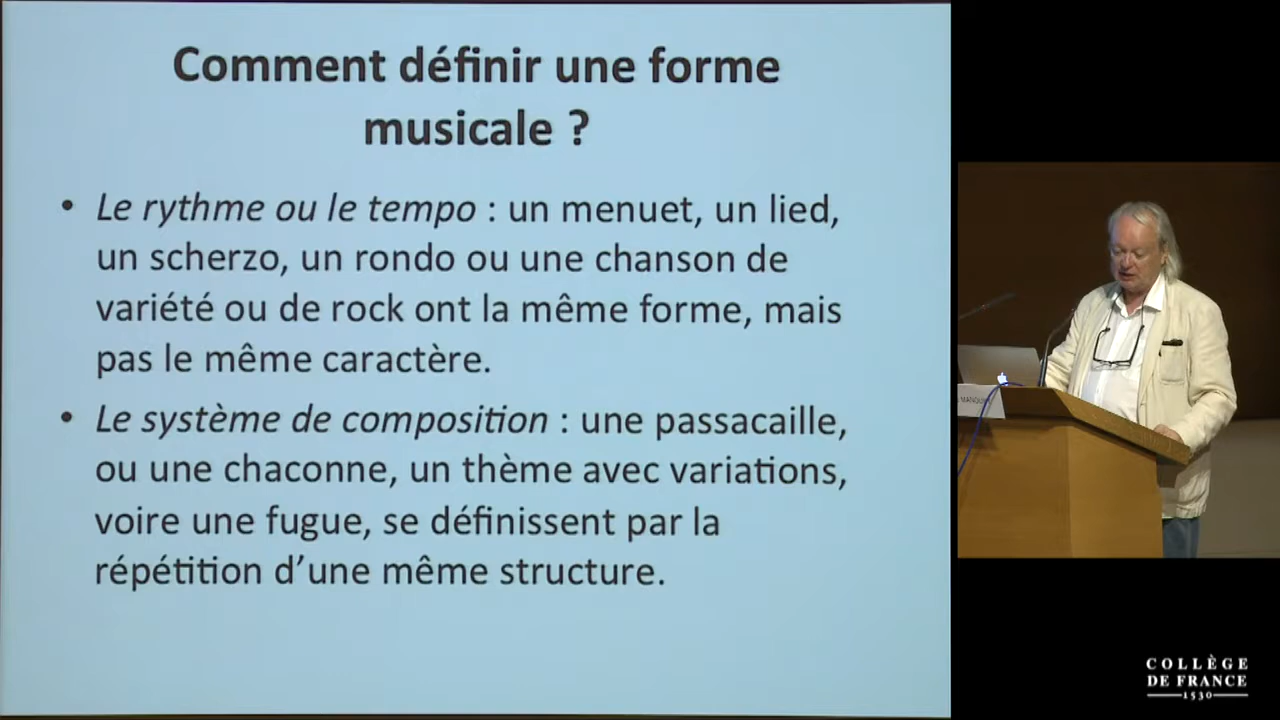 Comment définir une forme
musicale ?
• Le rythme ou le tempo : un menuet, un lied,
un scherzo, un rondo ou une chanson de
variété ou de rock ont la même forme, mais
pas le même caractère.
• Le système de composition : une passacaille,
ou une chaconne, un thème avec variations,
voire une fugue, se définissent par la
répétition d’une même structure.
COLLÈGE
DE FRANCE
1530